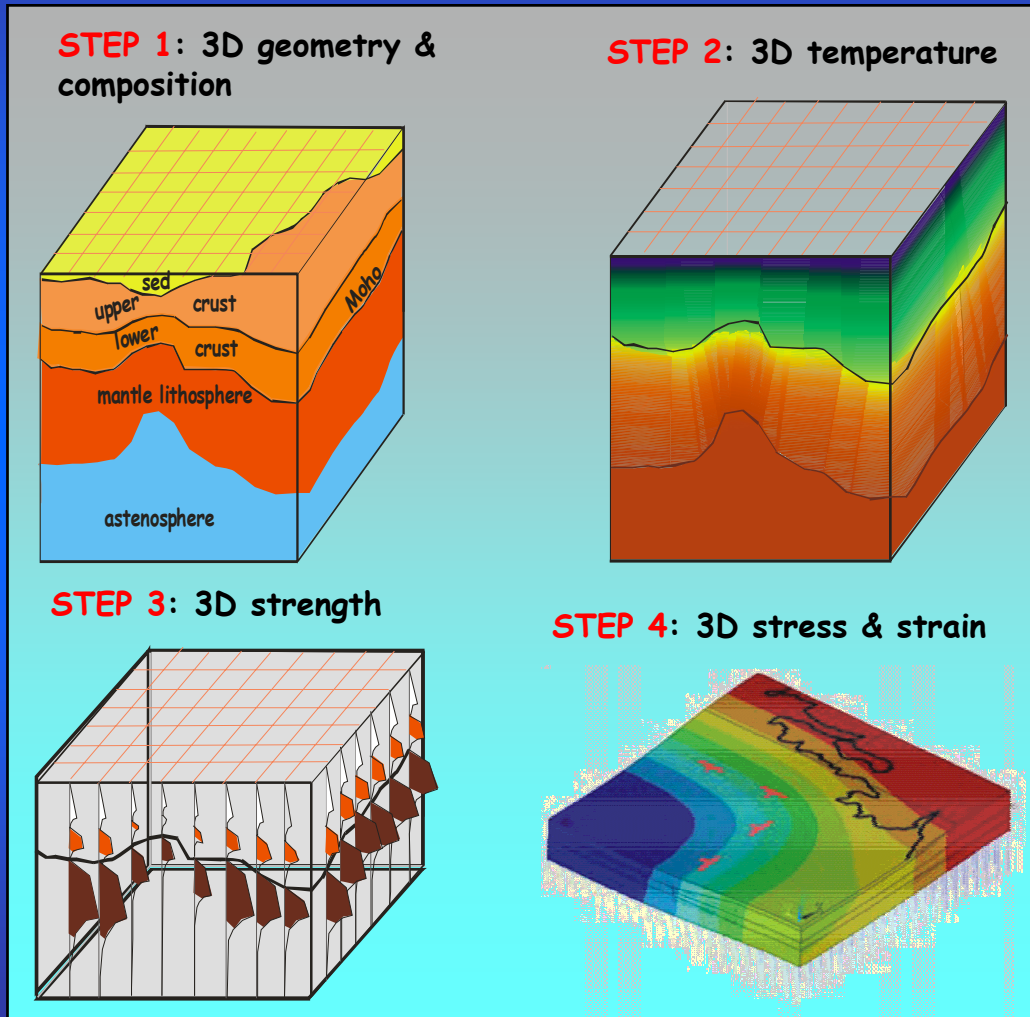 STEP 1: 3D geometry &
composition
STEP 2: 3D temperature
sed
upper crust
lower crust
Moho
mantle lithosphere
astenosphere
STEP 3: 3D strength
STEP 4: 3D stress & strain